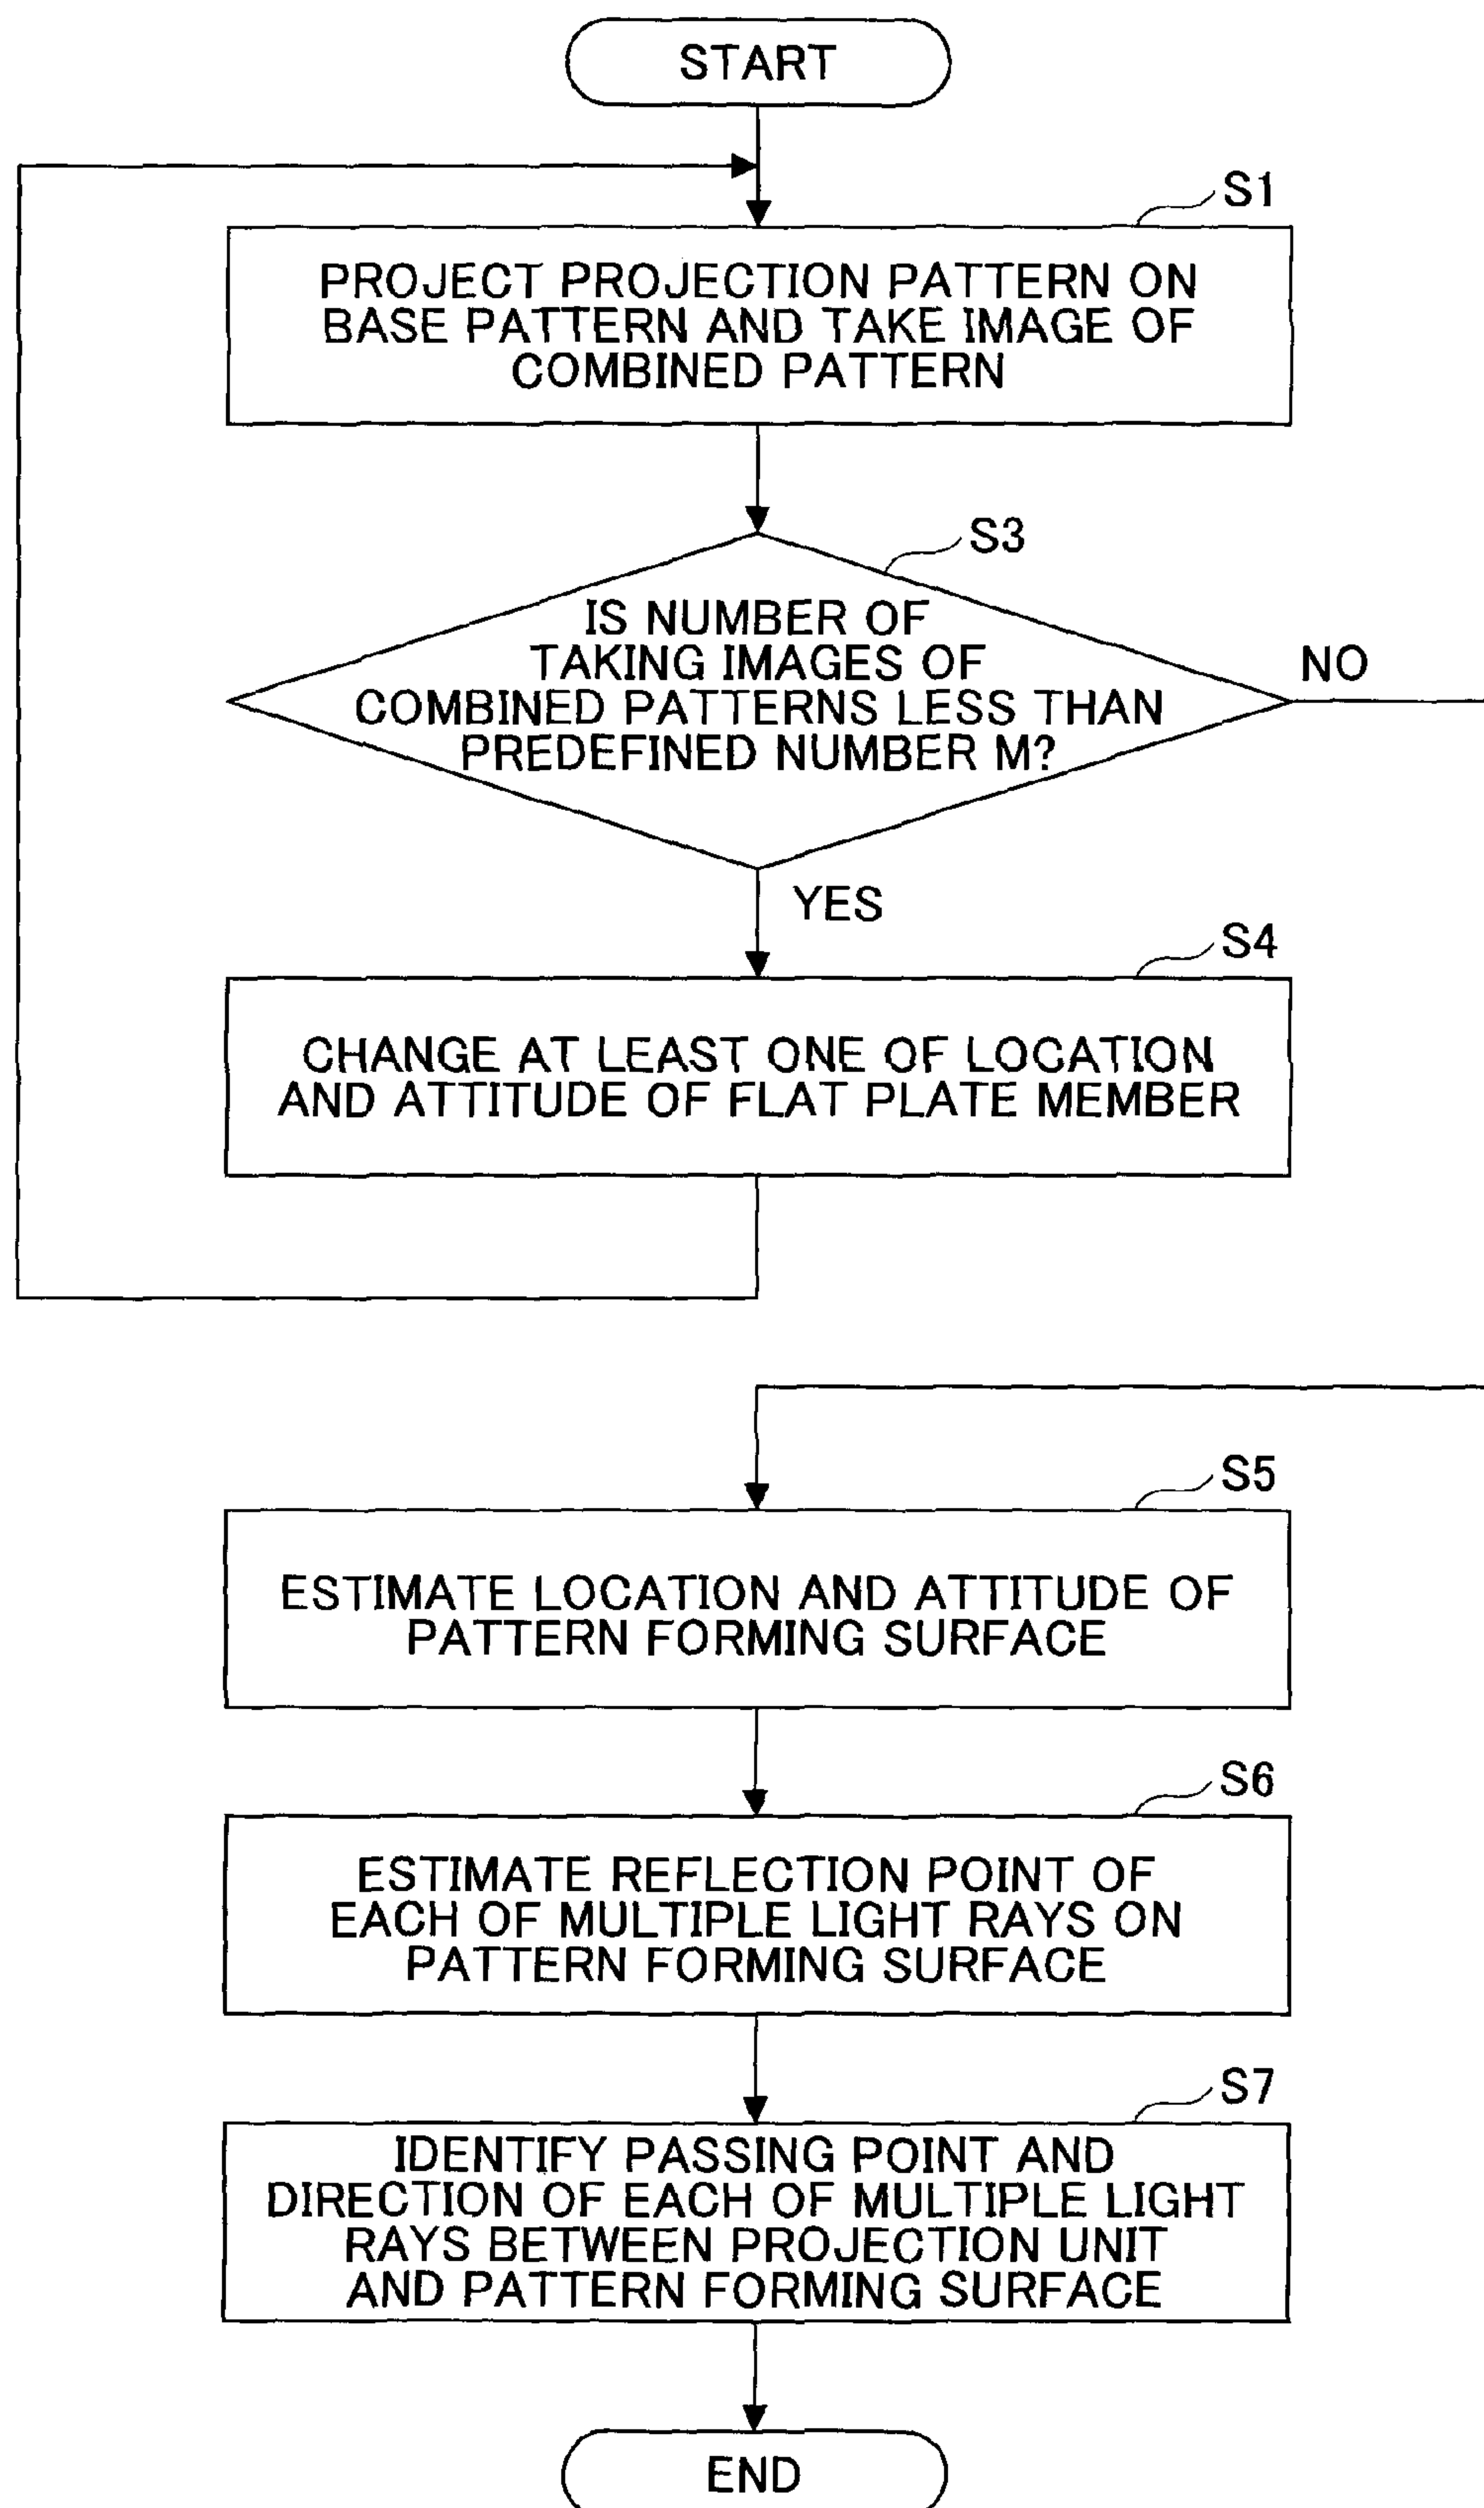 START
S1
PROJECT PROJECTION PATTERN ON
BASE PATTERN AND TAKE IMAGE OF
COMBINED PATTERN
S3
IS NUMBER OF
TAKING IMAGES OF
COMBINED PATTERNS LESS THAN
PREDEFINED NUMBER M?
NO
YES
S4
CHANGE AT LEAST ONE OF LOCATION
AND ATTITUDE OF FLAT PLATE MEMBER
S5
ESTIMATE LOCATION AND ATTITUDE OF
PATTERN FORMING SURFACE
S6
ESTIMATE REFLECTION POINT OF
EACH OF MULTIPLE LIGHT RAYS ON
PATTERN FORMING SURFACE
S7
IDENTIFY PASSING POINT AND
DIRECTION OF EACH OF MULTIPLE LIGHT
RAYS BETWEEN PROJECTION UNIT
AND PATTERN FORMING SURFACE
END